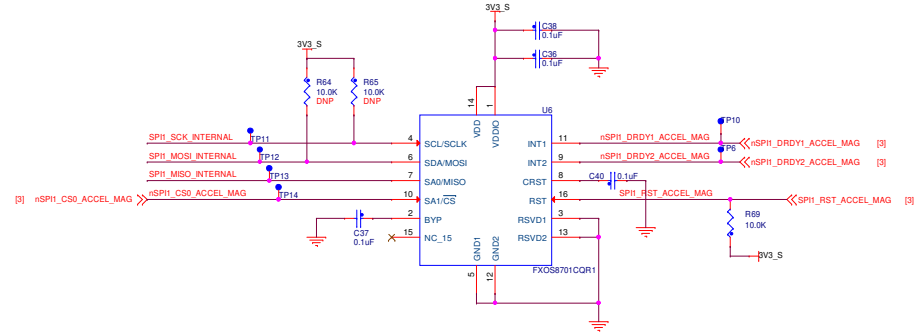 3V3_S
C38
0.1uF
C36
0.1uF
3V3_S
R64
10.0K
DNP
R65
10.0K
DNP
14
1
U6
VDD
VDDIO
SPI1_SCK_INTERNAL
TP11
4
SCL/SCLK
INT1
11
nSPI1_DRDY1_ACCEL_MAG
TP10
nSPI1_DRDY1_ACCEL_MAG
[3]
SPI1_MOSI_INTERNAL
TP12
6
SDA/MOSI
INT2
9
nSPI1_DRDY2_ACCEL_MAG
TP6
nSPI1_DRDY2_ACCEL_MAG
[3]
SPI1_MISO_INTERNAL
TP13
7
SA0/MISO
CRST
8
C40
0.1uF
[3]
nSPI1_CS0_ACCEL_MAG
nSPI1_CS0_ACCEL_MAG
TP14
10
SA1/CS
RST
16
SPI1_RST_ACCEL_MAG
SPI1_RST_ACCEL_MAG
[3]
C37
0.1uF
2
BYP
RSVD1
3
R69
10.0K
15
NC_15
RSVD2
13
GND1
GND2
3V3_S
5
12
FXOS8701CQR1